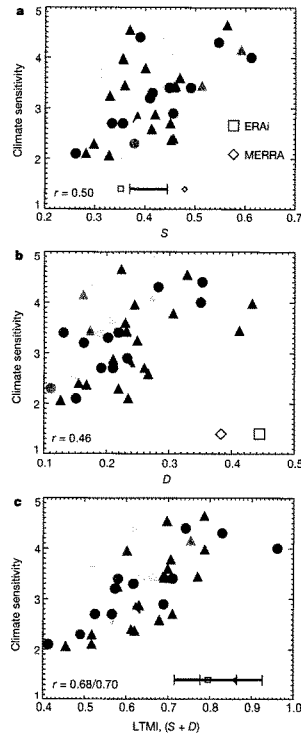 a
5
4
3
2
1
Climate sensitivity
ERAi
MERRA
r = 0.50
0.2 0.3 0.4 0.5 0.6 0.7
S
b
5
4
3
2
1
Climate sensitivity
r = 0.46
0.1 0.2 0.3 0.4 0.5
D
c
5
4
3
2
1
Climate sensitivity
r = 0.68/0.70
0.4 0.5 0.6 0.7 0.8 0.9 1.0
LTMI, (S + D)